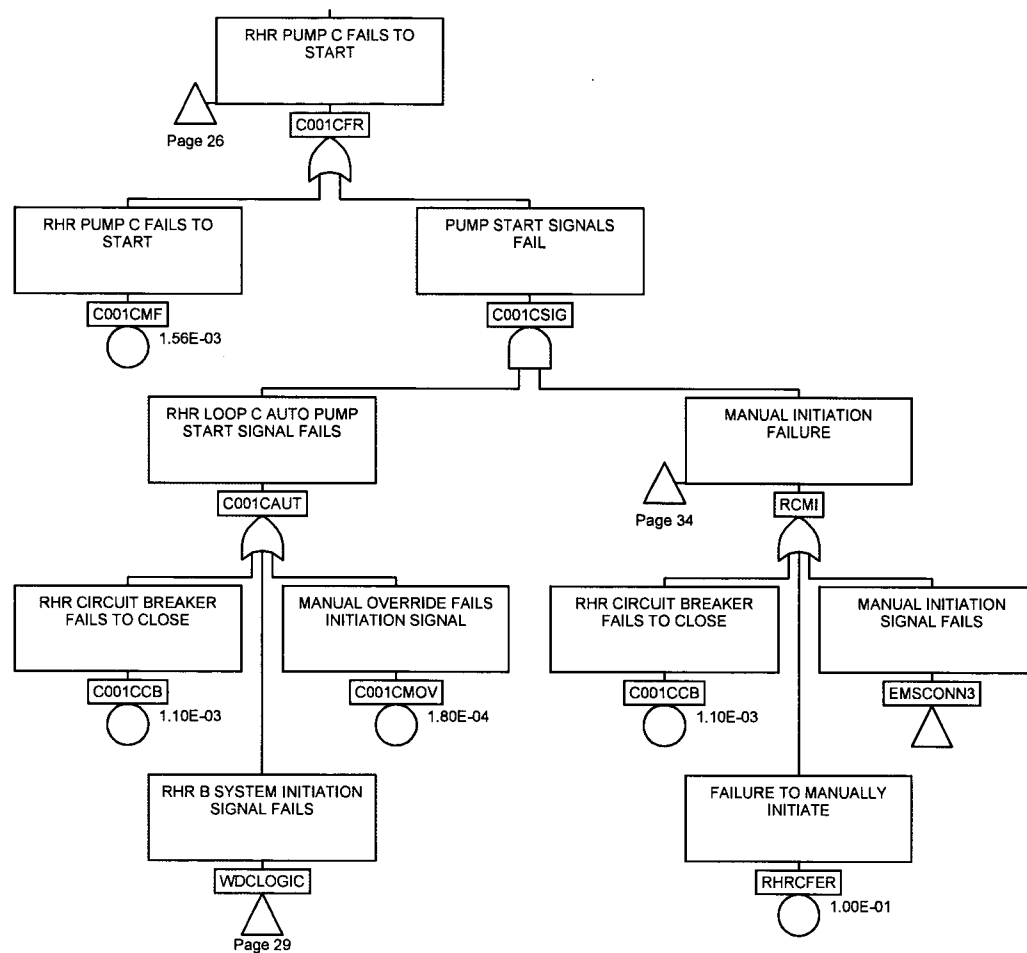 RHR PUMP C FAILS TO
START
Page 26
C001CFR
RHR PUMP C FAILS TO
START
C001CMF
1.56E-03
PUMP START SIGNALS
FAIL
C001CSIG
RHR LOOP C AUTO PUMP
START SIGNAL FAILS
C001CAUT
MANUAL INITIATION
FAILURE
Page 34
RCMI
RHR CIRCUIT BREAKER
FAILS TO CLOSE
C001CCB
1.10E-03
MANUAL OVERRIDE FAILS
INITIATION SIGNAL
C001CMOV
1.80E-04
RHR CIRCUIT BREAKER
FAILS TO CLOSE
C001CCB
1.10E-03
MANUAL INITIATION
SIGNAL FAILS
EMSCONN3
RHR B SYSTEM INITIATION
SIGNAL FAILS
WDCLOGIC
Page 29
FAILURE TO MANUALLY
INITIATE
RHRCFER
1.00E-01